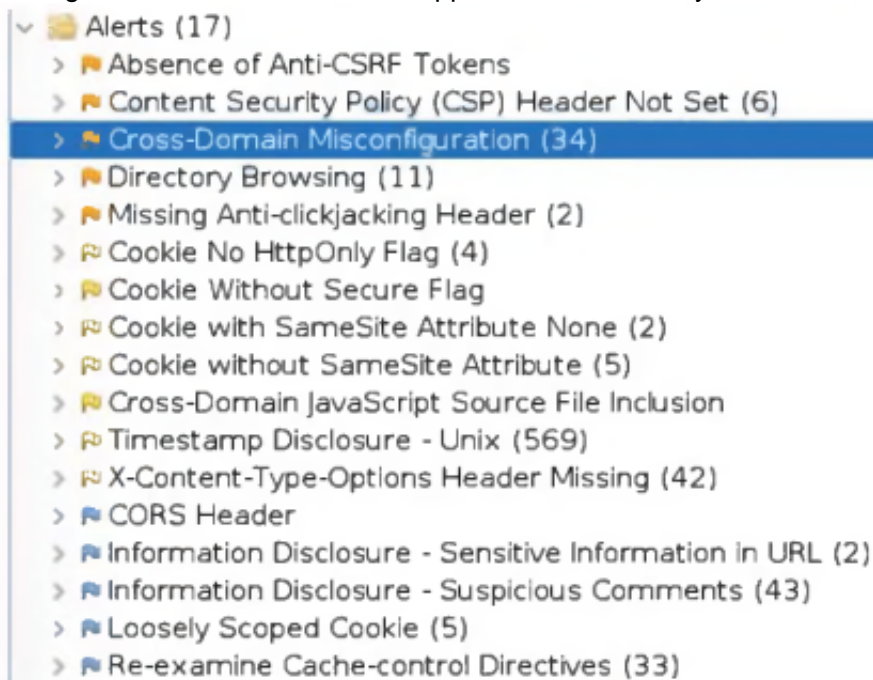 Alerts (17)
Absence of Anti-CSRF Tokens
Content Security Policy (CSP) Header Not Set (6)
Cross-Domain Misconfiguration (34)
Directory Browsing (11)
Missing Anti-clickjacking Header (2)
Cookie No HttpOnly Flag (4)
Cookie Without Secure Flag
Cookie with SameSite Attribute None (2)
Cookie without SameSite Attribute (5)
Cross-Domain JavaScript Source File Inclusion
Timestamp Disclosure - Unix (569)
X-Content-Type-Options Header Missing (42)
CORS Header
Information Disclosure - Sensitive Information in URL (2)
Information Disclosure - Suspicious Comments (43)
Loosely Scoped Cookie (5)
Re-examine Cache-control Directives (33)